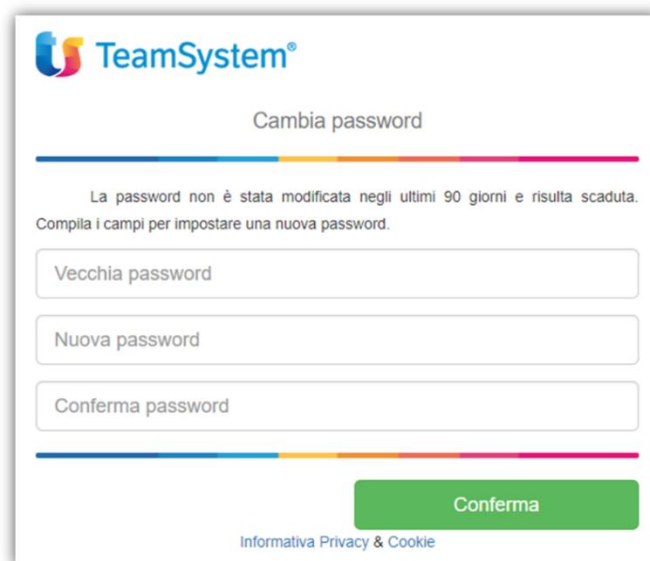 TeamSystem®
Cambia password
La password non è stata modificata negli ultimi 90 giorni e risulta scaduta.
Compila i campi per impostare una nuova password.
Vecchia password
Nuova password
Conferma password
Conferma
Informativa Privacy & Cookie